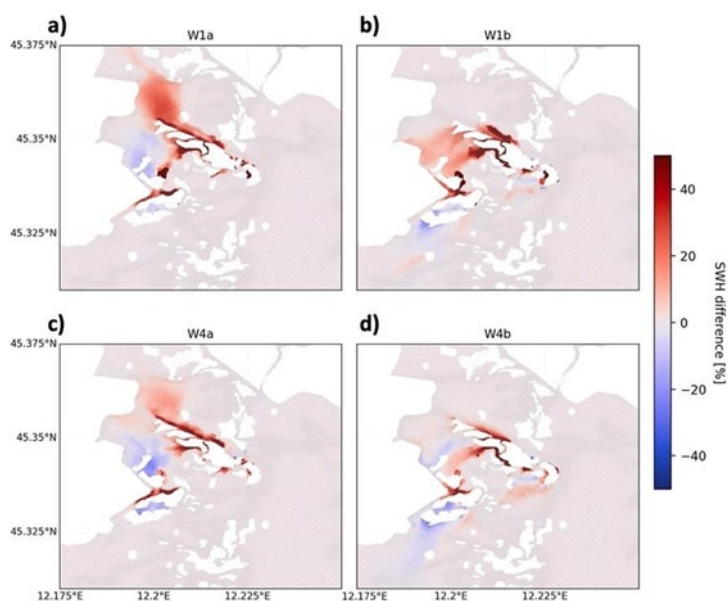 a)
W1a
b)
W1b
45.375°N
45.35°N
45.325°N
c)
W4a
d)
W4b
45.375°N
45.35°N
45.325°N
12.175°E
12.2°E
12.225°E
12.175°E
12.2°E
12.225°E
40
20
0
−20
−40
SWH difference [%]